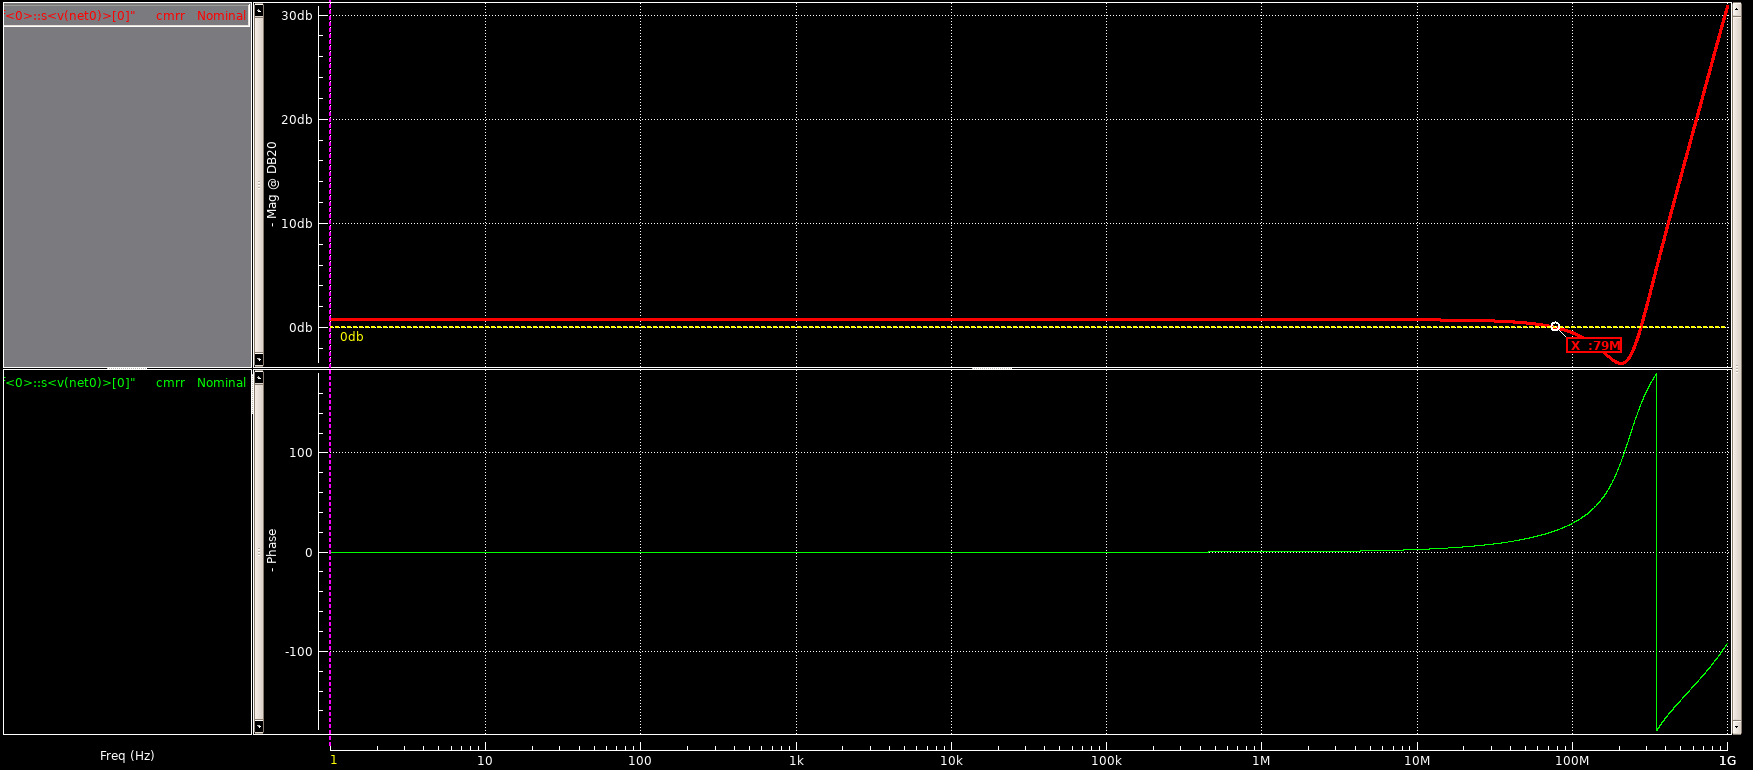 '<0>::s<v(net0)>[0]" cmrr Nominal
- Mag @ DB20
30db
20db
10db
0db
0db
X :79M
'<0>::s<v(net0)>[0]" cmrr Nominal
- Phase
100
0
-100
Freq (Hz)
1 10 100 1k 10k 100k 1M 10M 100M 1G